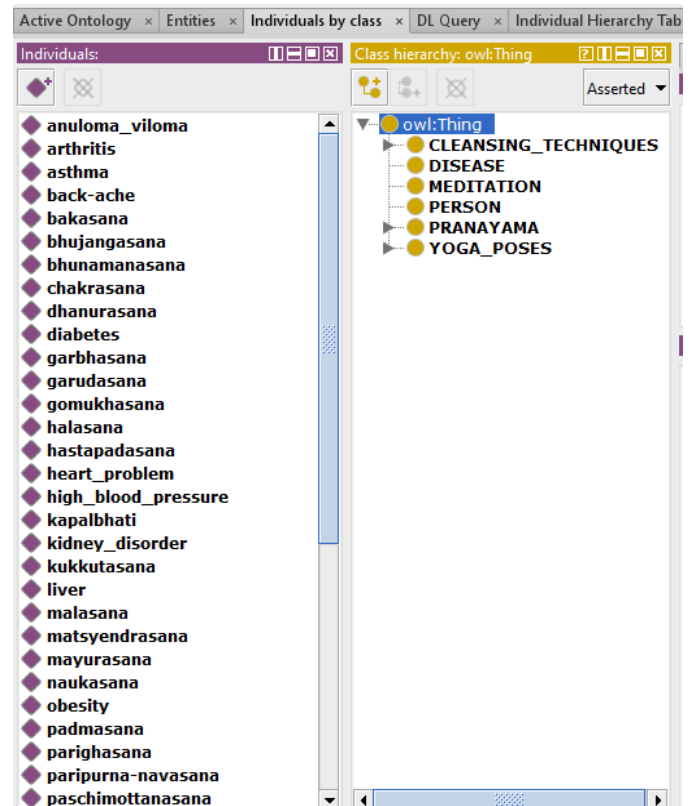 Active Ontology × Entities × Individuals by class × DL Query × Individual Hierarchy Tab
Individuals:
anuloma_viloma
arthritis
asthma
back-ache
bakasana
bhujangasana
bhunamanasana
chakrasana
dhanurasana
diabetes
garbhasana
garudasana
gomukhasana
halasana
hastapadasana
heart_problem
high_blood_pressure
kapalbhati
kidney_disorder
kukkutasana
liver
malasana
matsyendrasana
mayurasana
naukasana
obesity
padmasana
parighasana
paripurna-navasana
paschimottanasana
Class hierarchy: owl:Thing
Asserted
owl:Thing
CLEANSING_TECHNIQUES
DISEASE
MEDITATION
PERSON
PRANAYAMA
YOGA_POSES